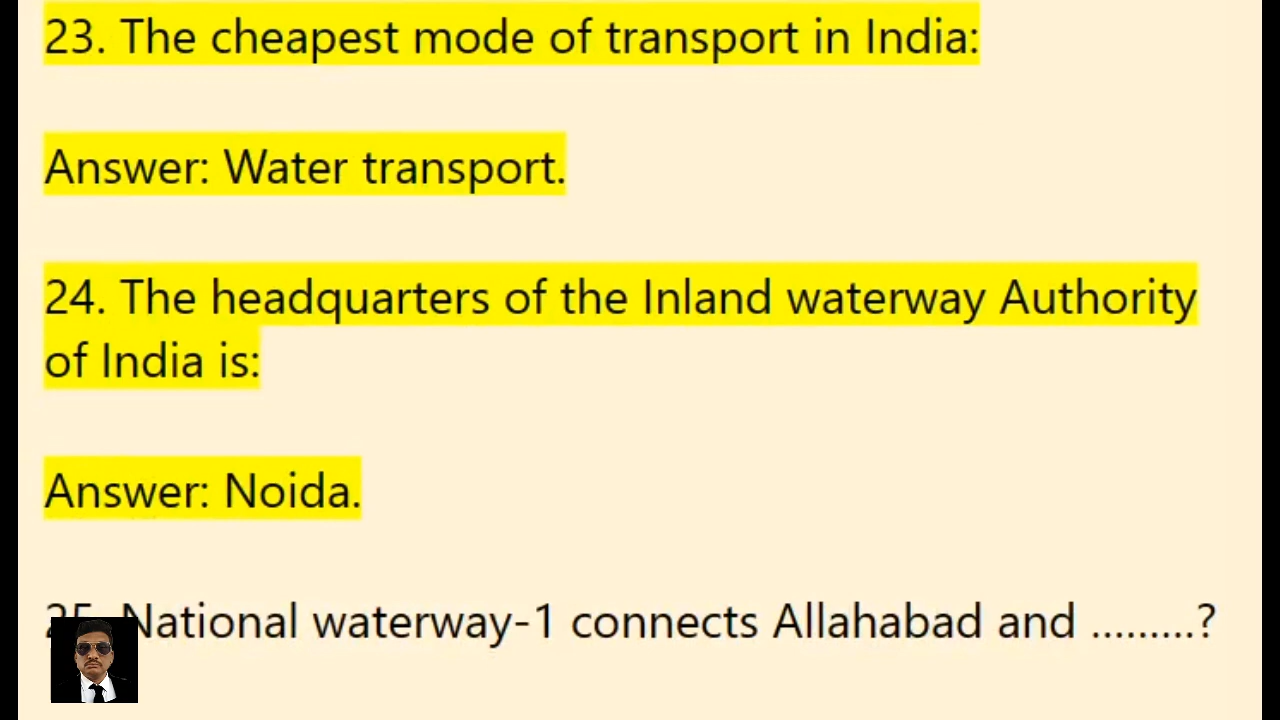 23. The cheapest mode of transport in India:
Answer: Water transport.
24. The headquarters of the Inland waterway Authority
of India is:
Answer: Noida.
25. National waterway-1 connects Allahabad and .........?